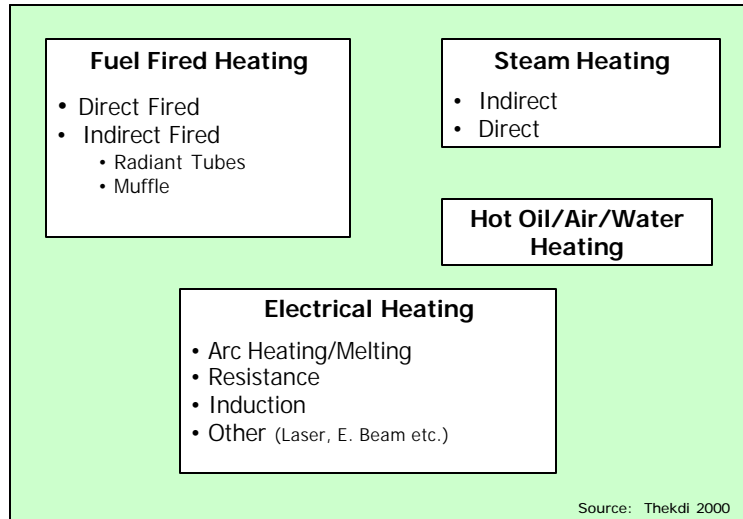 Fuel Fired Heating
• Direct Fired
• Indirect Fired
• Radiant Tubes
• Muffle
Steam Heating
• Indirect
• Direct
Hot Oil/Air/Water
Heating
Electrical Heating
• Arc Heating/Melting
• Resistance
• Induction
• Other (Laser, E. Beam etc.)
Source: Thekdi 2000